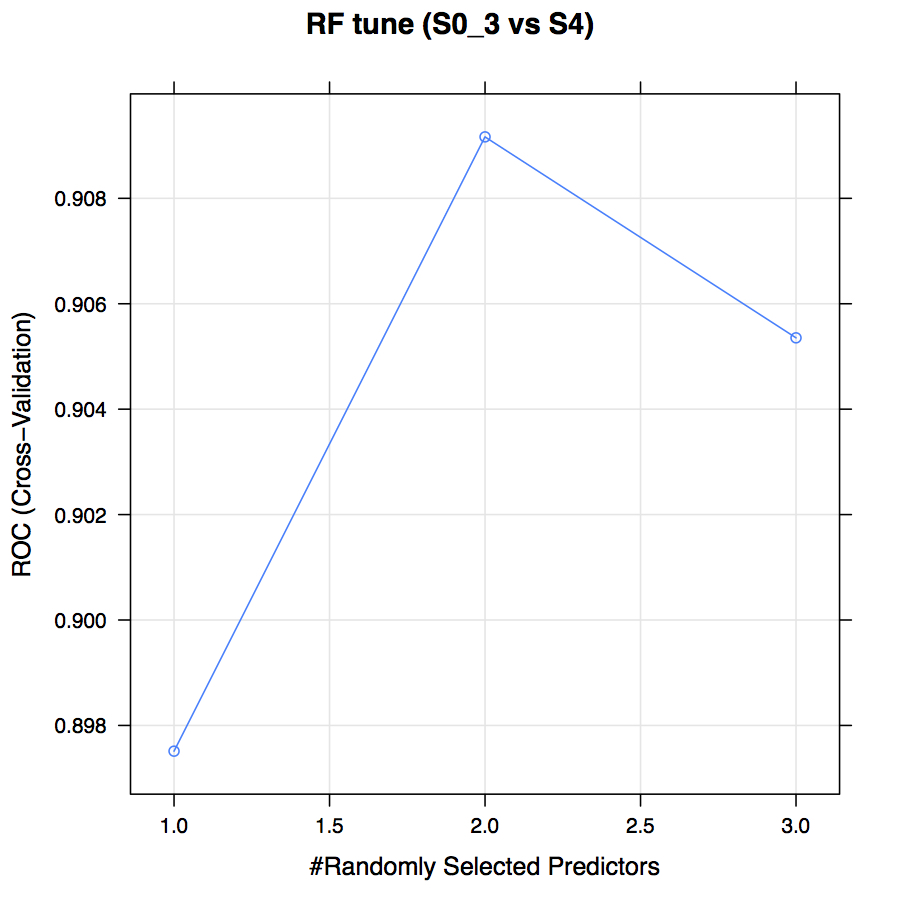 RF tune (S0_3 vs S4)
ROC (Cross−Validation)
0.908
0.906
0.904
0.902
0.900
0.898
1.0 1.5 2.0 2.5 3.0
#Randomly Selected Predictors